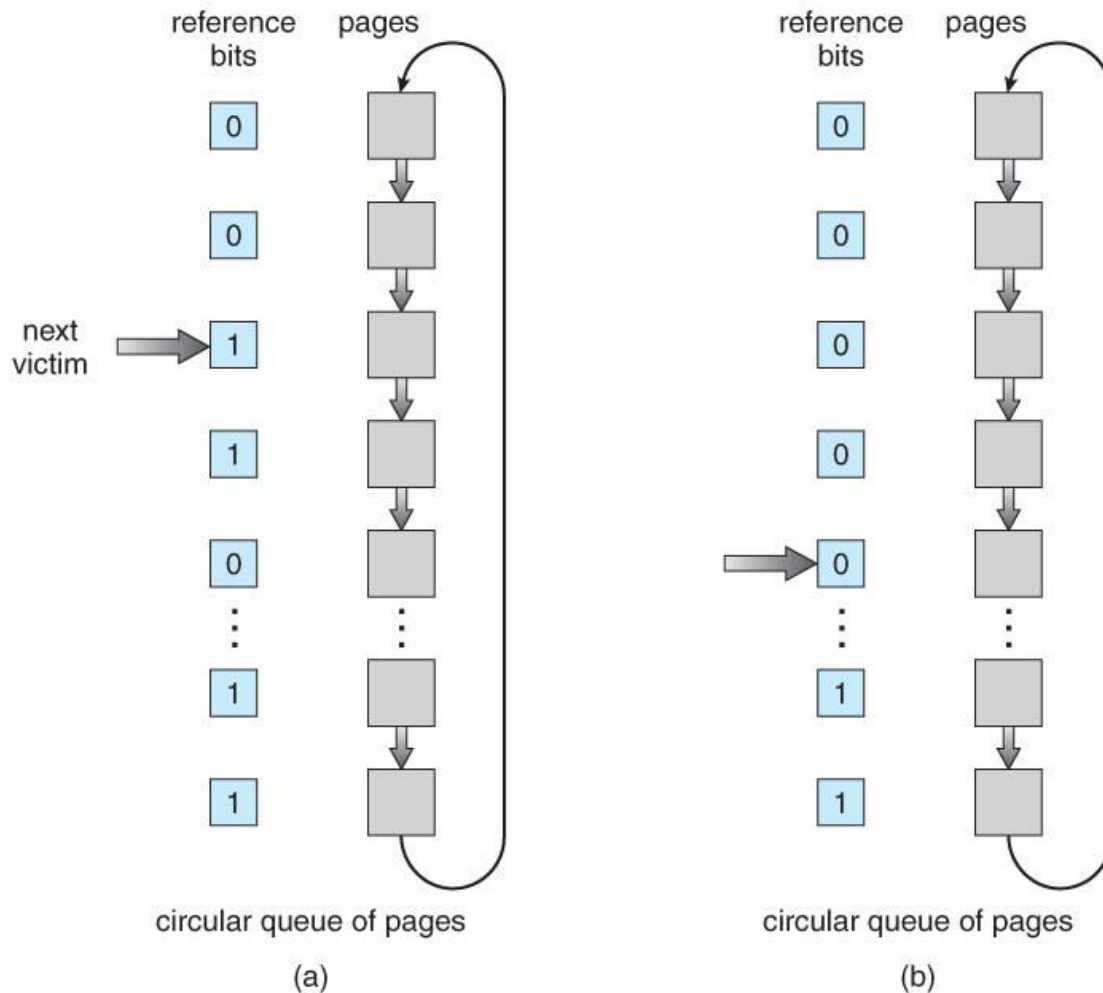 reference pages
bits
0
0
next
victim
1
1
0
1
1
circular queue of pages
(a)
reference pages
bits
0
0
0
0
0
1
1
circular queue of pages
(b)